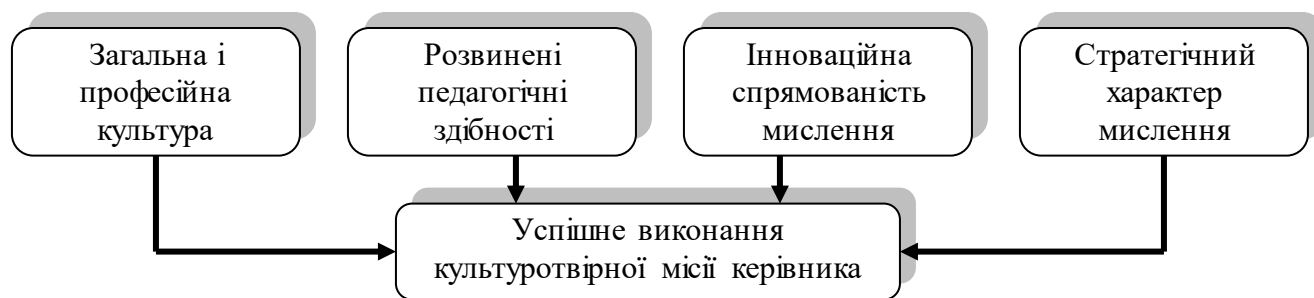 Загальна і
професійна
культура
Розвинені
педагогічні
здібності
Інноваційна
спрямованість
мислення
Стратегічний
характер
мислення
Успішне виконання
культуротвірної місії керівника